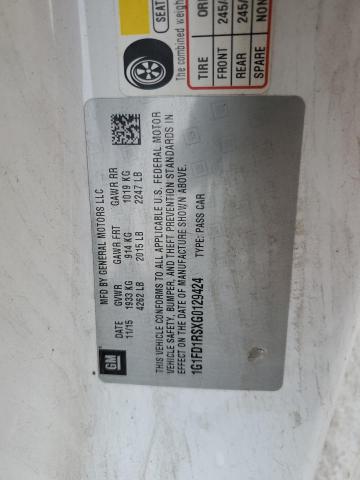 SEAT
The combined weigh
TIRE ORI
FRONT 245/
REAR 245/
SPARE NON
MFD BY GENERAL MOTORS LLC
DATE GVWR GAWR FRT GAWR RR
11/15 1933 KG 914 KG 1019 KG
4262 LB 2015 LB 2247 LB
THIS VEHICLE CONFORMS TO ALL APPLICABLE U.S. FEDERAL MOTOR
VEHICLE SAFETY, BUMPER, AND THEFT PREVENTION STANDARDS IN
EFFECT ON THE DATE OF MANUFACTURE SHOWN ABOVE.
1G1FD1RSXG0129424 TYPE: PASS CAR
GM